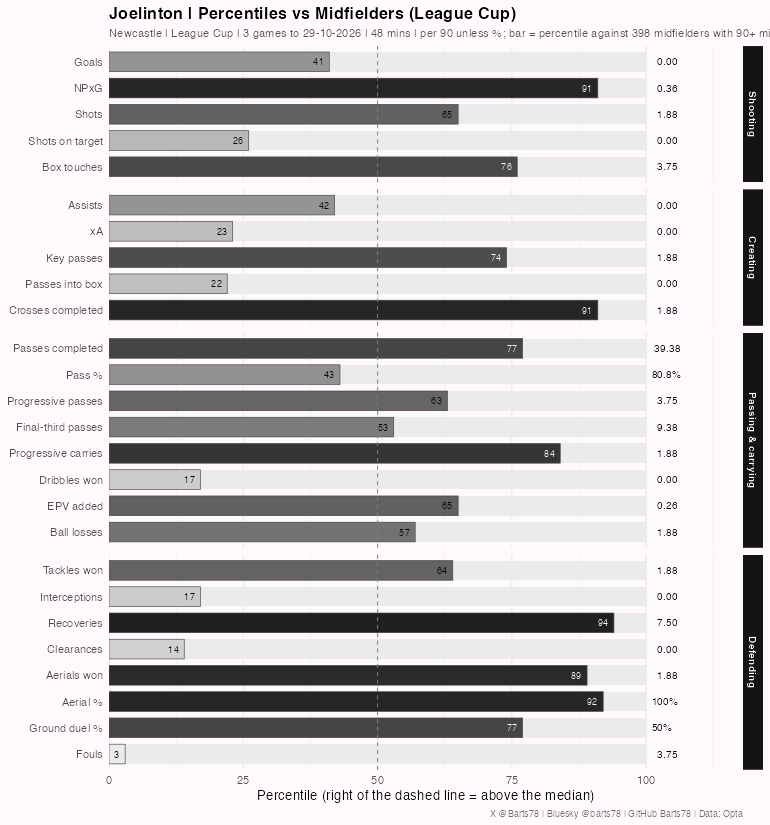 Joelinton | Percentiles vs Midfielders (League Cup)
Newcastle | League Cup | 3 games to 29-10-2026 | 48 mins | per 90 unless %; bar = percentile against 398 midfielders with 90+ mi
Shooting
Goals 41 0.00
NPxG 91 0.36
Shots 65 1.88
Shots on target 26 0.00
Box touches 76 3.75
Creating
Assists 42 0.00
xA 23 0.00
Key passes 74 1.88
Passes into box 22 0.00
Crosses completed 91 1.88
Passing & carrying
Passes completed 77 39.38
Pass % 43 80.8%
Progressive passes 63 3.75
Final-third passes 53 9.38
Progressive carries 84 1.88
Dribbles won 17 0.00
EPV added 65 0.26
Ball losses 57 1.88
Defending
Tackles won 64 1.88
Interceptions 17 0.00
Recoveries 94 7.50
Clearances 14 0.00
Aerials won 89 1.88
Aerial % 92 100%
Ground duel % 77 50%
Fouls 3 3.75
0 25 50 75 100
Percentile (right of the dashed line = above the median)
X @Barts78 | Bluesky @barts78 | GitHub Barts78 | Data: Opta